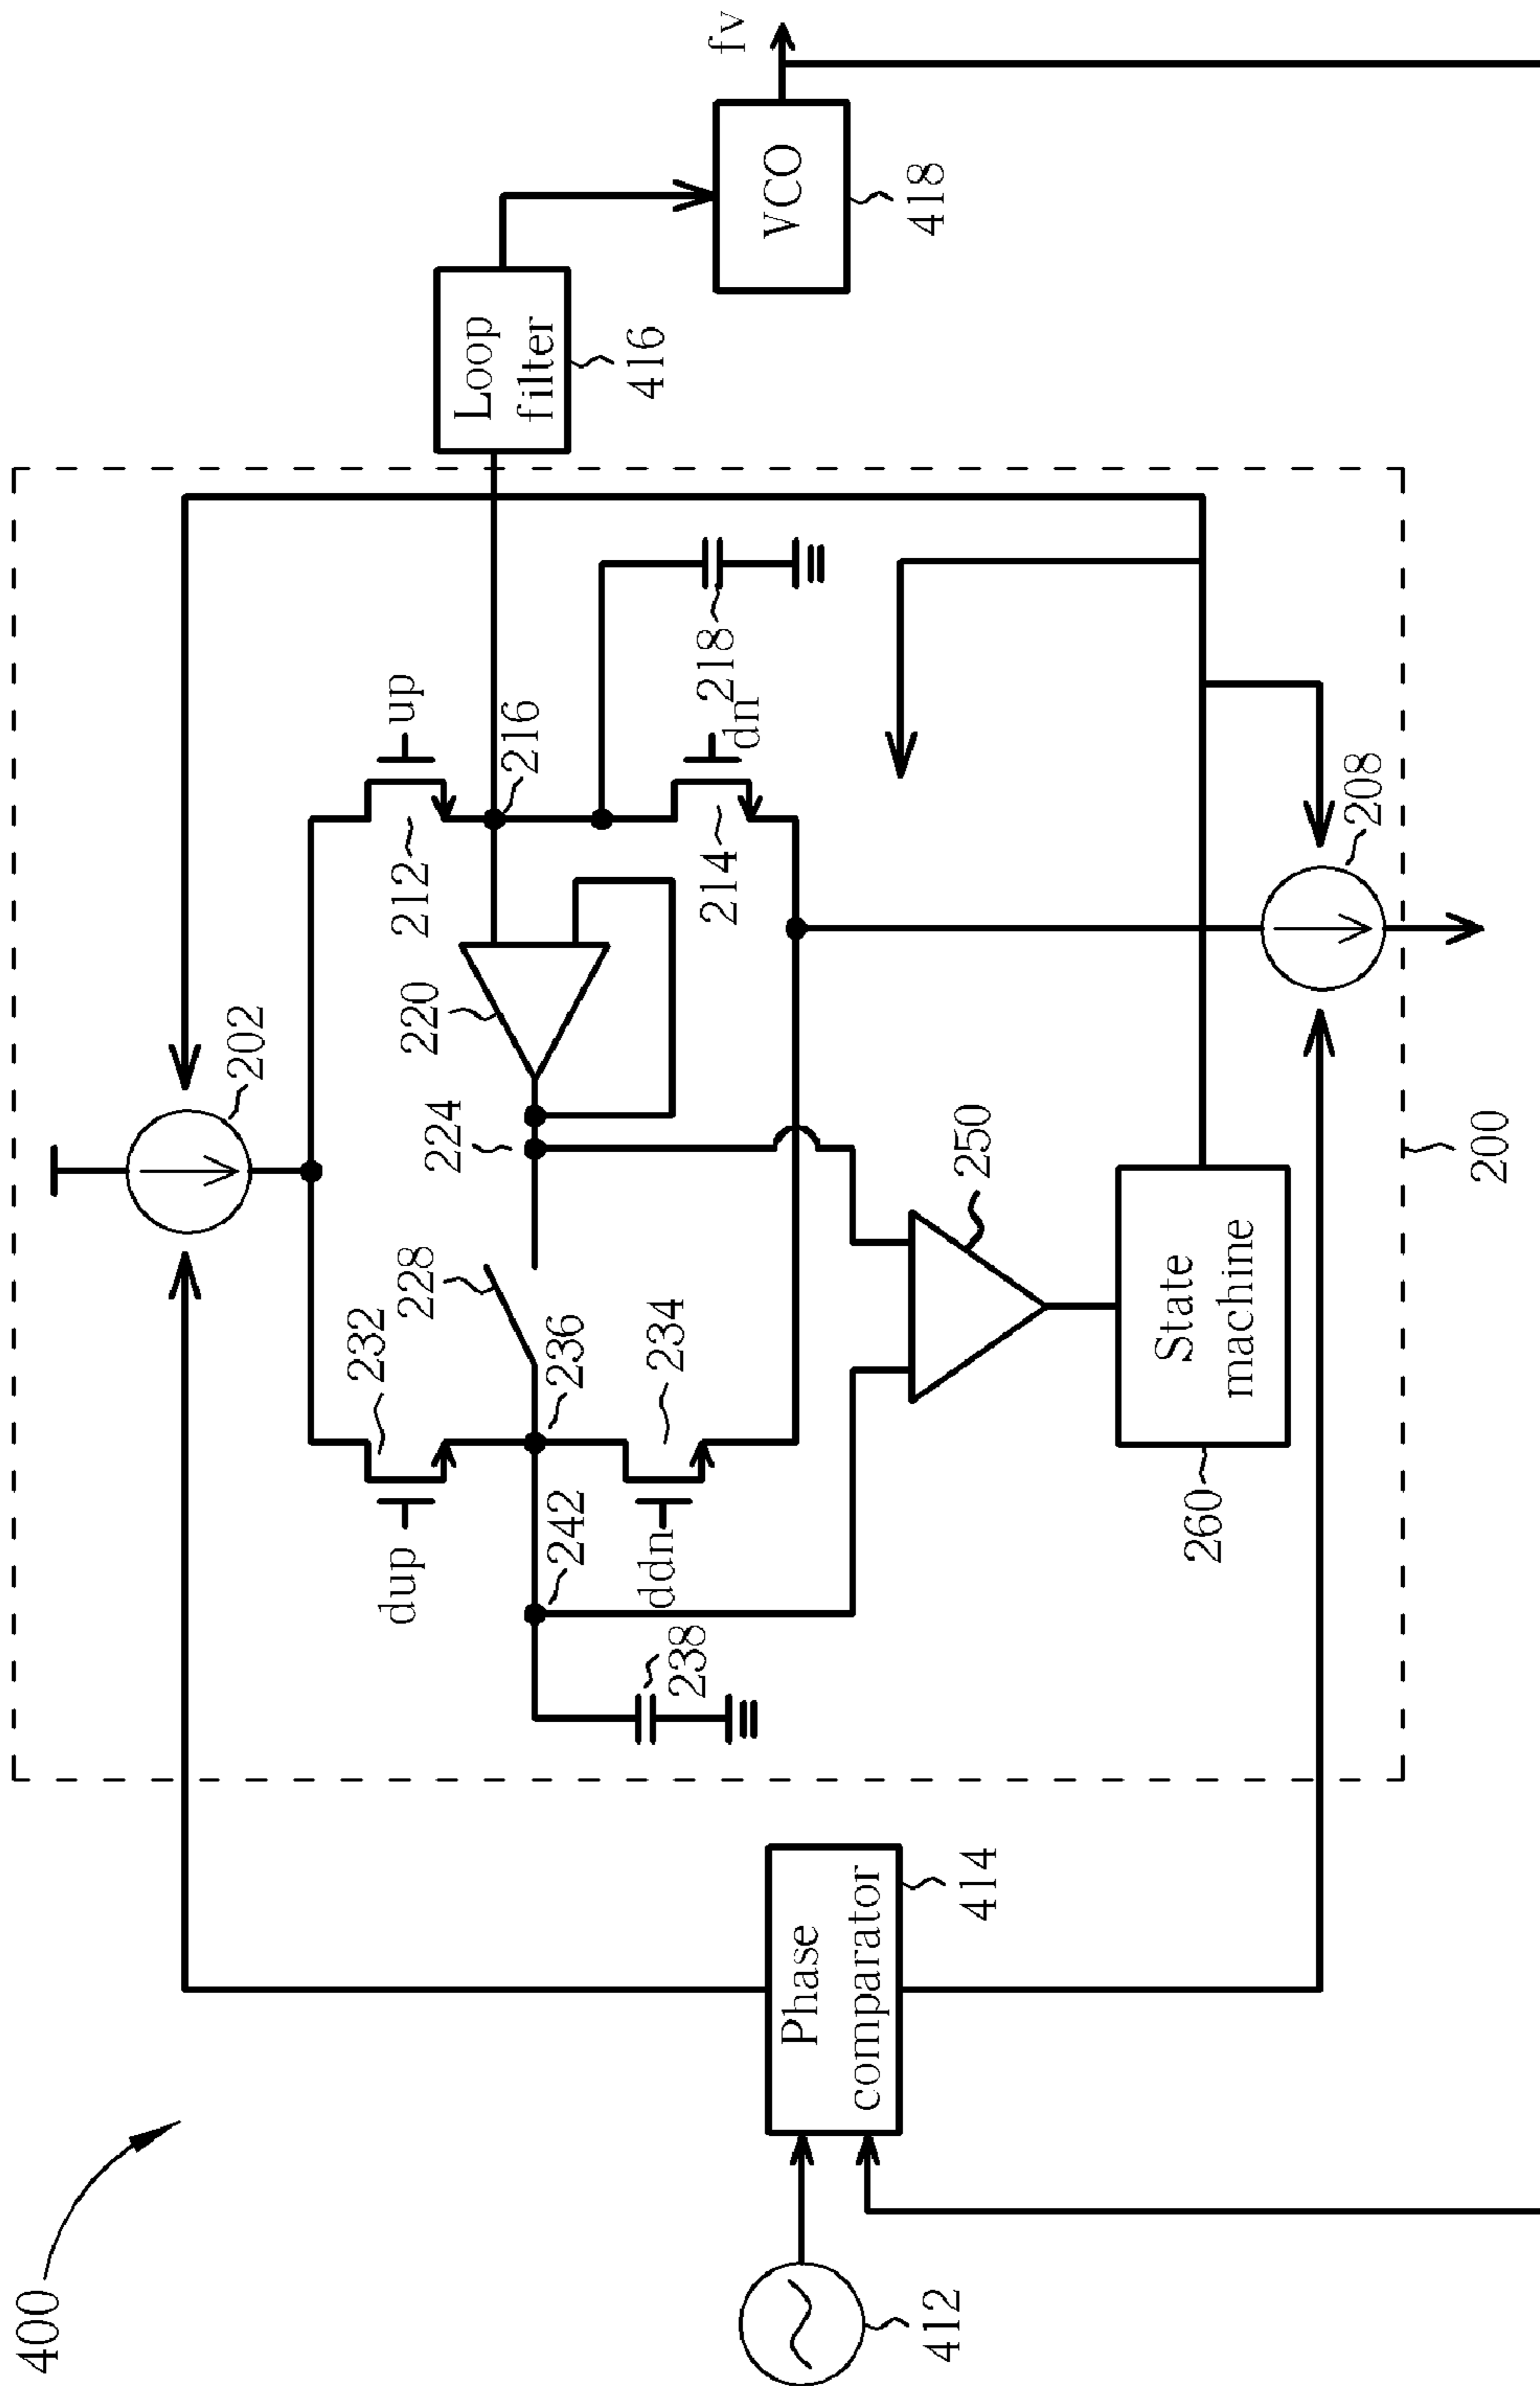 400
202
dup
232
212
up
220
224
228
216
Loop
filter
416
fv
VCO
418
242
236
234
ddn
238
214
218
dn
412
Phase
comparator
414
250
State
machine
260
208
200